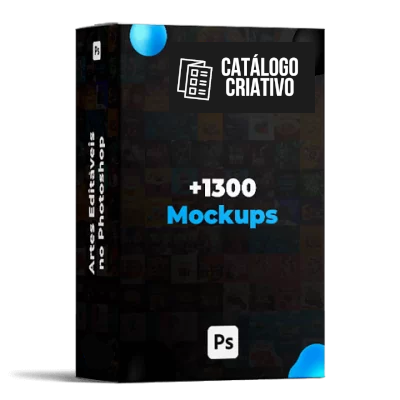 CATÁLOGO
CRIATIVO
+1300
Mockups
Ps
Ps
Artes Editáveis
no Photoshop